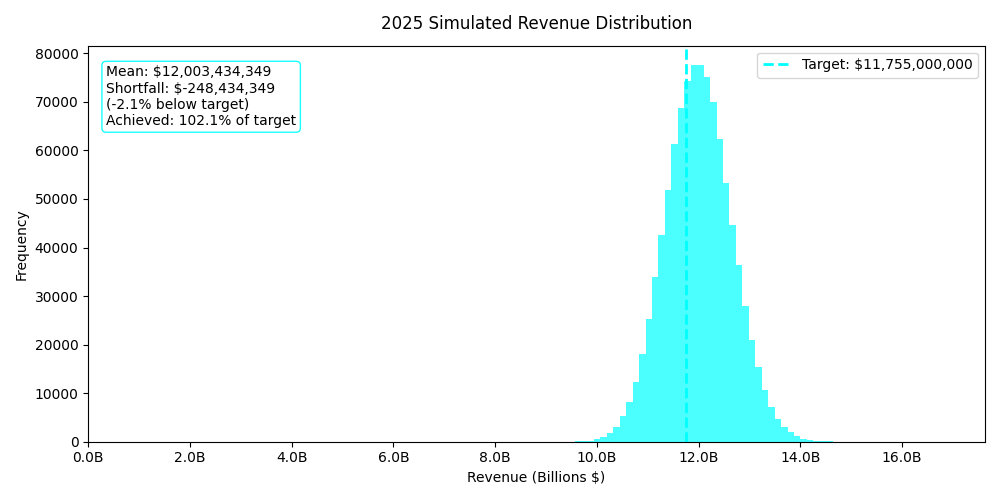 2025 Simulated Revenue Distribution
Mean: $12,003,434,349
Shortfall: $-248,434,349
(-2.1% below target)
Achieved: 102.1% of target
Target: $11,755,000,000
Frequency
80000
70000
60000
50000
40000
30000
20000
10000
0
0.0B 2.0B 4.0B 6.0B 8.0B 10.0B 12.0B 14.0B 16.0B
Revenue (Billions $)